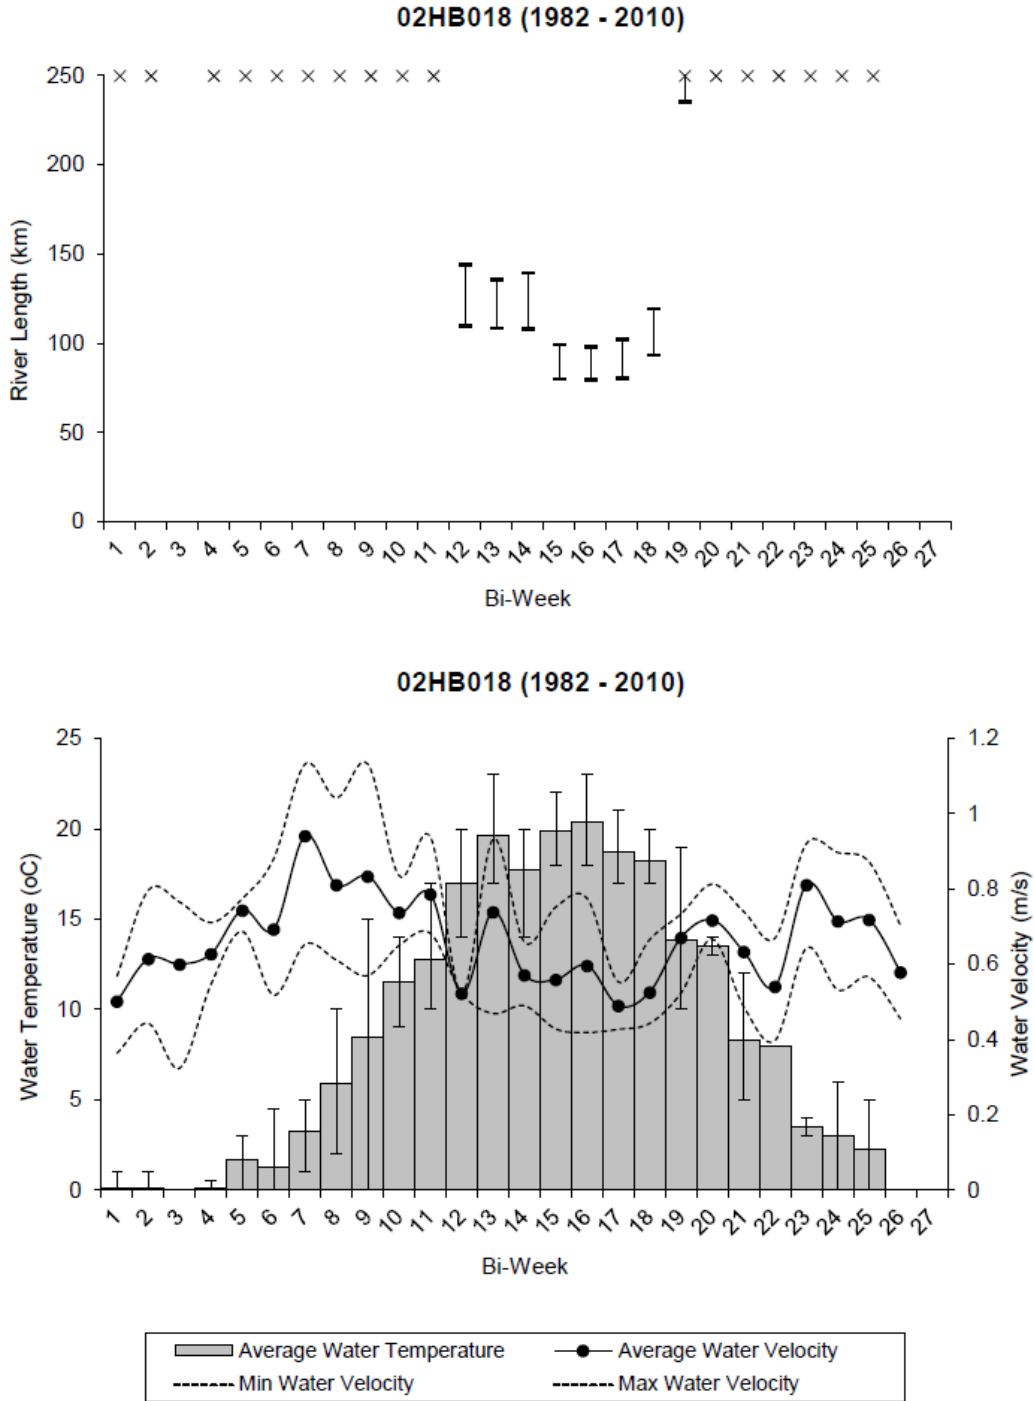 02HB018 (1982 - 2010)
250
200
150
100
50
0
River Length (km)
1 2 3 4 5 6 7 8 9 10 11 12 13 14 15 16 17 18 19 20 21 22 23 24 25 26 27
Bi-Week
02HB018 (1982 - 2010)
25
20
15
10
5
0
Water Temperature (oC)
1.2
1
0.8
0.6
0.4
0.2
0
Water Velocity (m/s)
1 2 3 4 5 6 7 8 9 10 11 12 13 14 15 16 17 18 19 20 21 22 23 24 25 26 27
Bi-Week
Average Water Temperature
Average Water Velocity
Min Water Velocity
Max Water Velocity